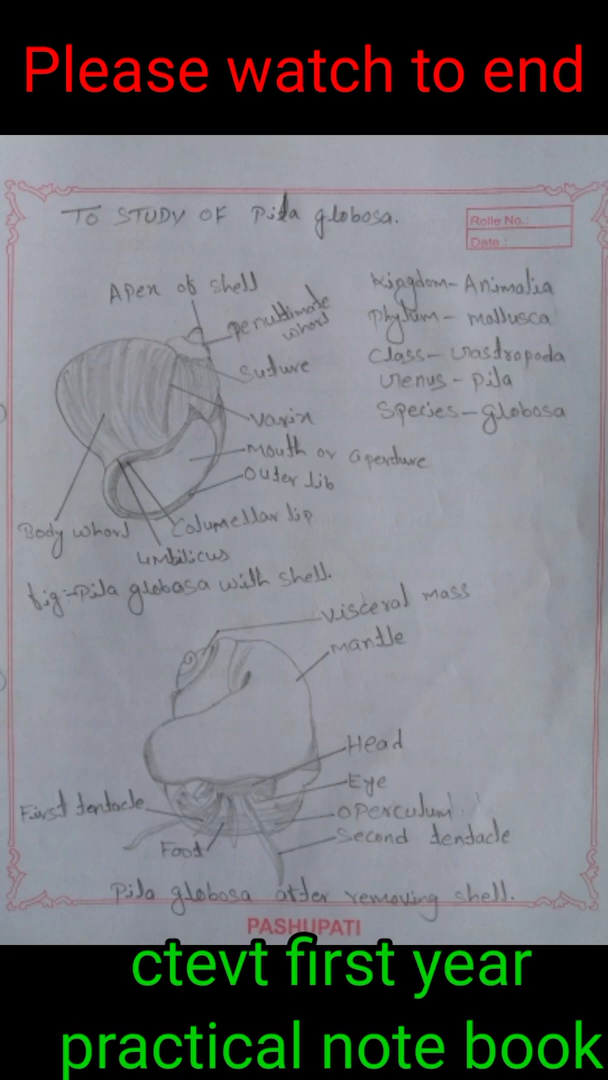 Please watch to end
TO STUDY OF Pila globosa.
Rolle No.:
Date :
Apex of shell
penultimate
whorl
Suture
varix
Mouth or aperdure
Outer lib
Columellar lip
Body whorl
Umbilicus
fig:-Pila globasa with shell.
Kingdom- Animalia
Phylum - mollusca
Class- Gastropoda
Genus - Pila
Species-globosa
visceral mass
mantle
Head
Eye
operculum
Second tentacle
First tentacle
Foot
Pila globosa after removing shell.
PASHUPATI
ctevt first year
practical note book